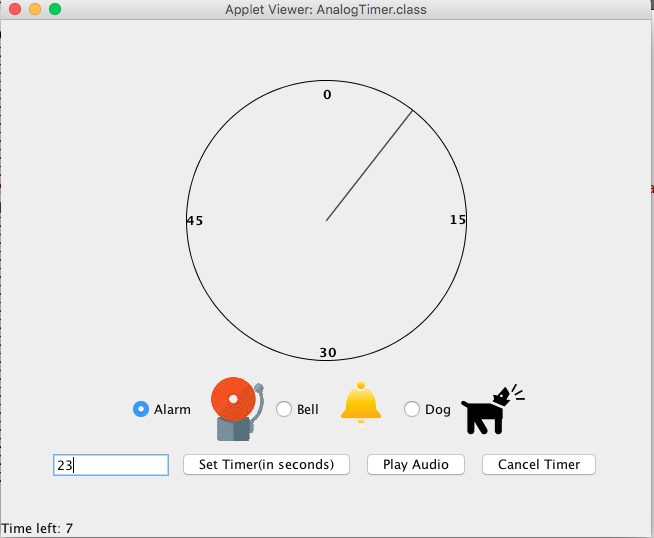 Applet Viewer: AnalogTimer.class
0
45
15
30
Alarm
Bell
Dog
23
Set Timer(in seconds)
Play Audio
Cancel Timer
Time left: 7